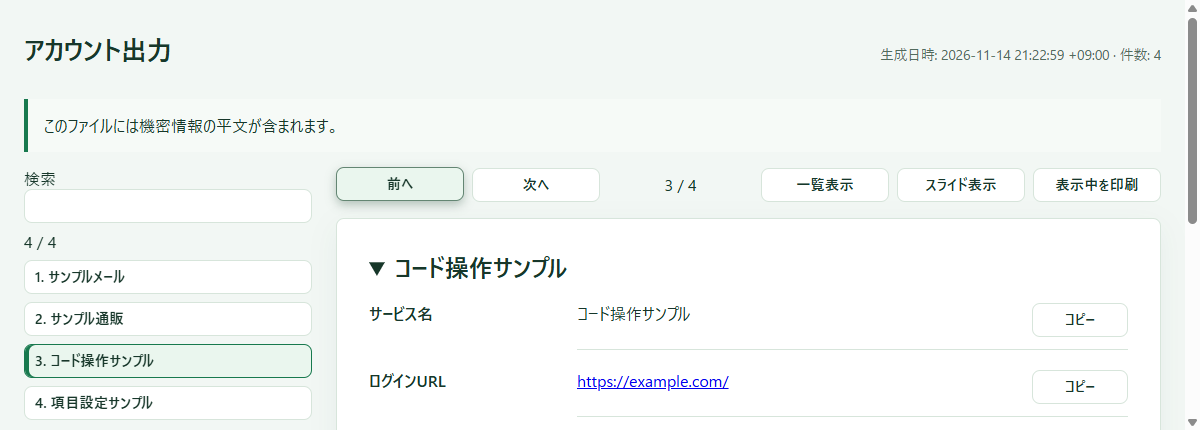 アカウント出力
生成日時: 2026-11-14 21:22:59 +09:00 · 件数: 4
このファイルには機密情報の平文が含まれます。
検索
4 / 4
1. サンプルメール
2. サンプル通販
3. コード操作サンプル
4. 項目設定サンプル
前へ
次へ
3 / 4
一覧表示
スライド表示
表示中を印刷
▼ コード操作サンプル
サービス名
コード操作サンプル
コピー
ログインURL
https://example.com/
コピー